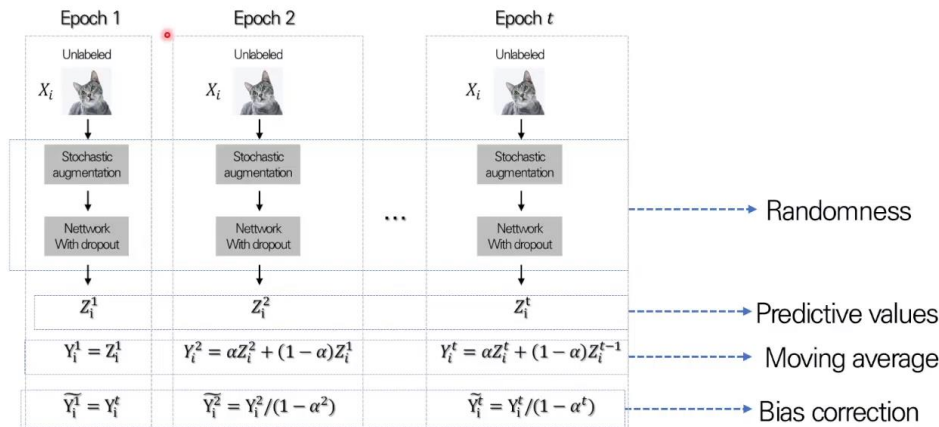 Epoch 1 Epoch 2 Epoch t
Unlabeled Unlabeled Unlabeled
X_i X_i X_i
Stochastic augmentation Stochastic augmentation Stochastic augmentation
Nettwork With dropout Nettwork With dropout ... Nettwork With dropout
Randomness
Z_i^1 Z_i^2 Z_i^t
Predictive values
Y_i^1 = Z_i^1 Y_i^2 = αZ_i^2 + (1 − α)Z_i^1 Y_i^t = αZ_i^t + (1 − α)Z_i^{t−1}
Moving average
Ỹ_i^1 = Y_i^t Ỹ_i^2 = Y_i^2/(1 − α^2) Ỹ_i^t = Y_i^t/(1 − α^t)
Bias correction